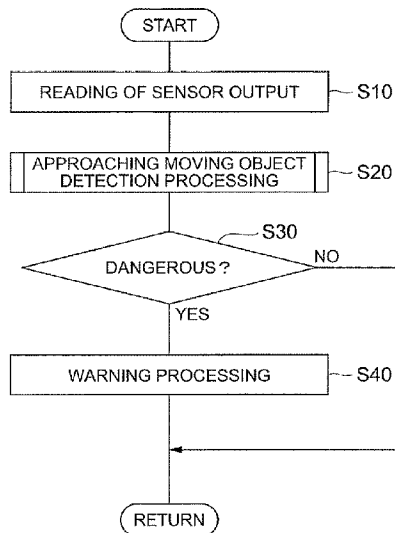 START
READING OF SENSOR OUTPUT
S10
APPROACHING MOVING OBJECT
DETECTION PROCESSING
S20
S30
DANGEROUS?
NO
YES
WARNING PROCESSING
S40
RETURN